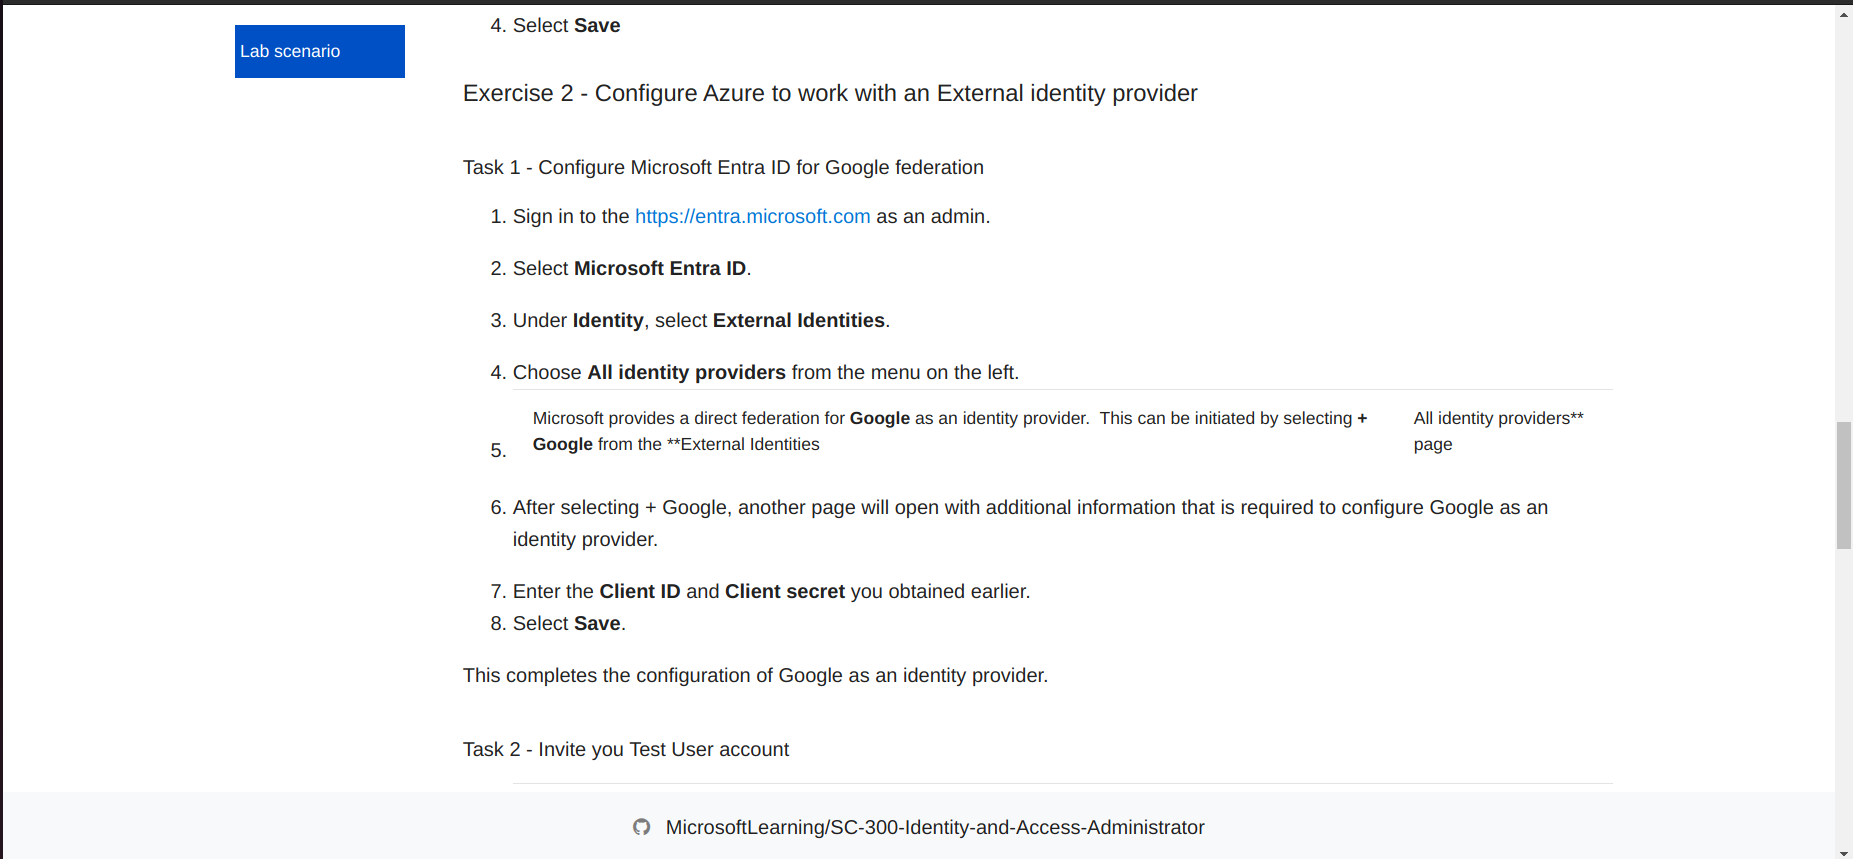 4. Select Save
Lab scenario
Exercise 2 - Configure Azure to work with an External identity provider
Task 1 - Configure Microsoft Entra ID for Google federation
1. Sign in to the https://entra.microsoft.com as an admin.
2. Select Microsoft Entra ID.
3. Under Identity, select External Identities.
4. Choose All identity providers from the menu on the left.
5.
Microsoft provides a direct federation for Google as an identity provider.  This can be initiated by selecting +
Google from the **External Identities
All identity providers**
page
6. After selecting + Google, another page will open with additional information that is required to configure Google as an
identity provider.
7. Enter the Client ID and Client secret you obtained earlier.
8. Select Save.
This completes the configuration of Google as an identity provider.
Task 2 - Invite you Test User account
MicrosoftLearning/SC-300-Identity-and-Access-Administrator